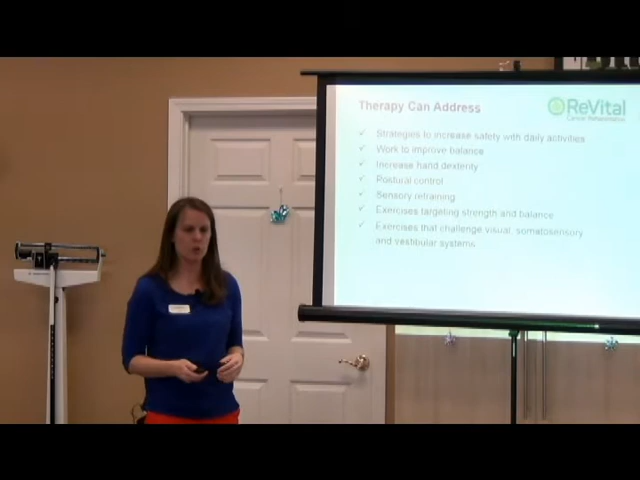 Therapy Can Address
ReVital
Cancer Rehabilitation
✓ Strategies to increase safety with daily activities
✓ Work to improve balance
✓ Increase hand dexterity
✓ Postural control
✓ Sensory retraining
✓ Exercises targeting strength and balance
✓ Exercises that challenge visual, somatosensory
and vestibular systems